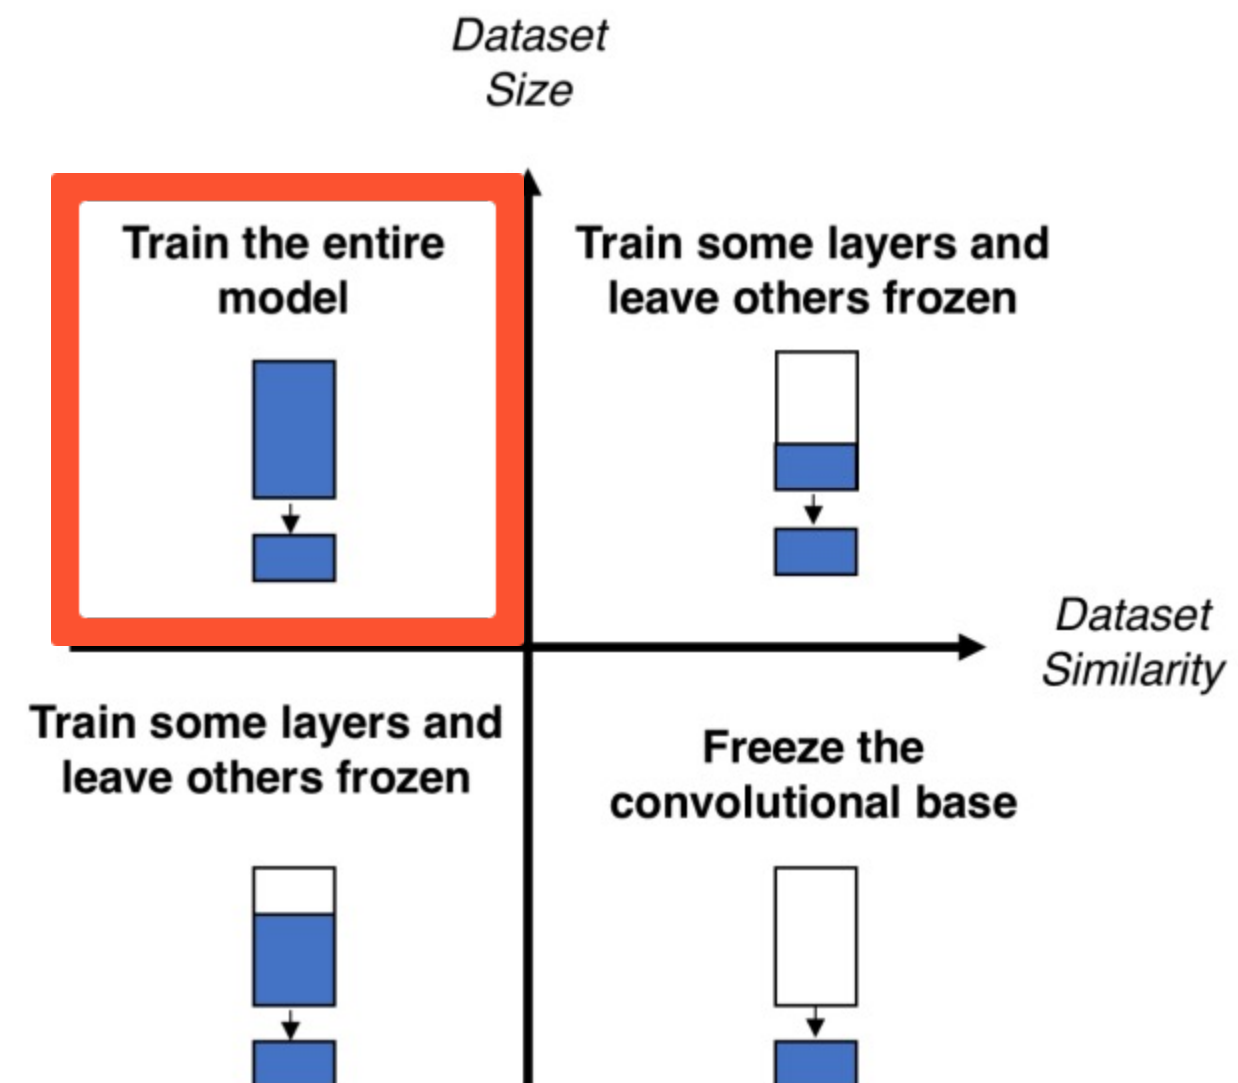 Dataset
Size
Train the entire
model
Train some layers and
leave others frozen
Dataset
Similarity
Train some layers and
leave others frozen
Freeze the
convolutional base